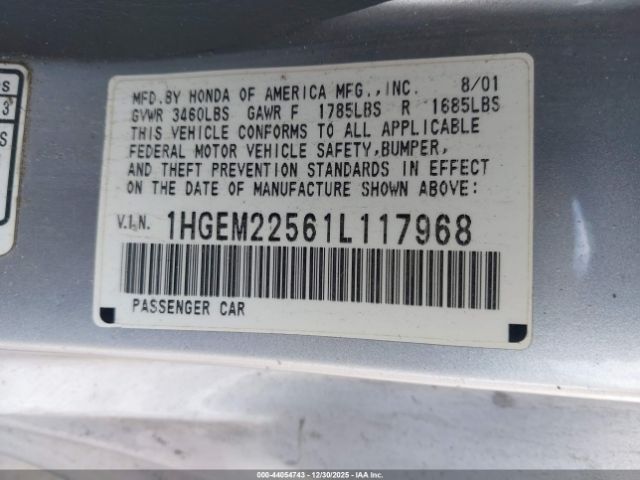 MFD.BY HONDA OF AMERICA MFG.,INC. 8/01
GVWR 3460LBS GAWR F 1785LBS R 1685LBS
THIS VEHICLE CONFORMS TO ALL APPLICABLE
FEDERAL MOTOR VEHICLE SAFETY,BUMPER,
AND THEFT PREVENTION STANDARDS IN EFFECT
ON THE DATE OF MANUFACTURE SHOWN ABOVE:
V.I.N. 1HGEM22561L117968
PASSENGER CAR
000-44054743 - 12/30/2025 - IAAI.com